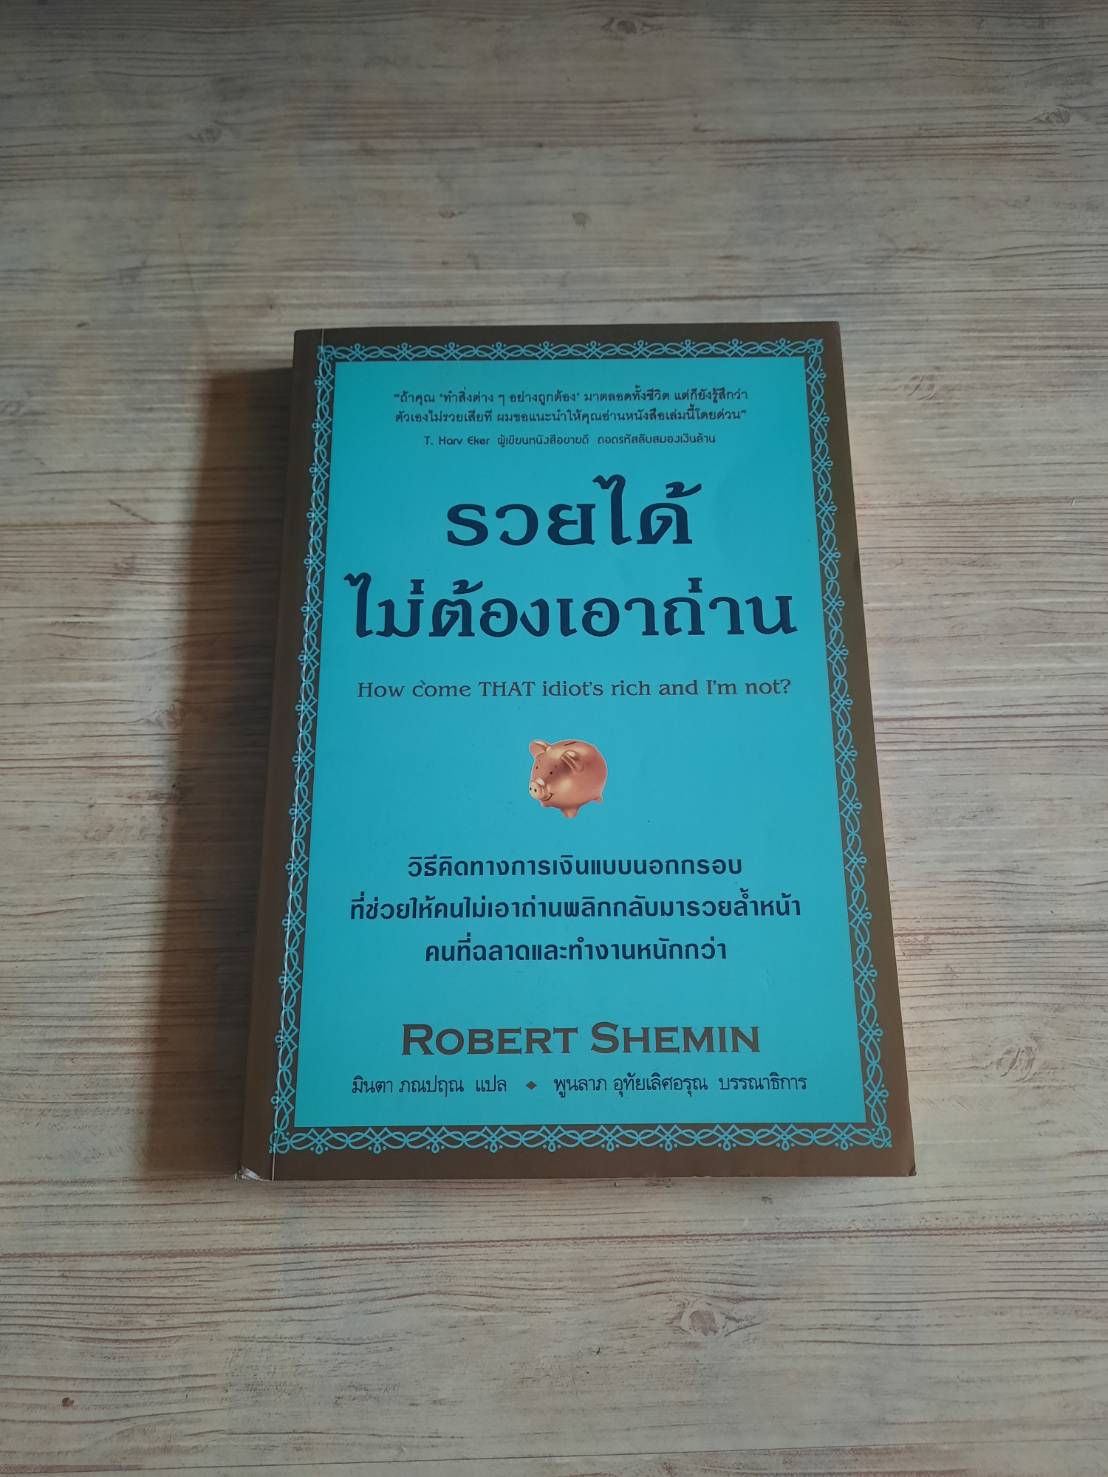 "ถ้าคุณ 'ทำสิ่งต่าง ๆ อย่างถูกต้อง' มาตลอดทั้งชีวิต แต่ก็ยังรู้สึกว่า
ตัวเองไม่รวยเสียที ผมขอแนะนำให้คุณอ่านหนังสือเล่มนี้โดยด่วน"
T. Harv Eker ผู้เขียนหนังสือขายดี ถอดรหัสลับสมองเงินล้าน
รวยได้
ไม่ต้องเอาถ่าน
How come THAT idiot's rich and I'm not?
วิธีคิดทางการเงินแบบนอกกรอบ
ที่ช่วยให้คนไม่เอาถ่านพลิกกลับมารวยล้ำหน้า
คนที่ฉลาดและทำงานหนักกว่า
ROBERT SHEMIN
มินตา ภณปฤณ แปล ◆ พูนลาภ อุทัยเลิศอรุณ บรรณาธิการ